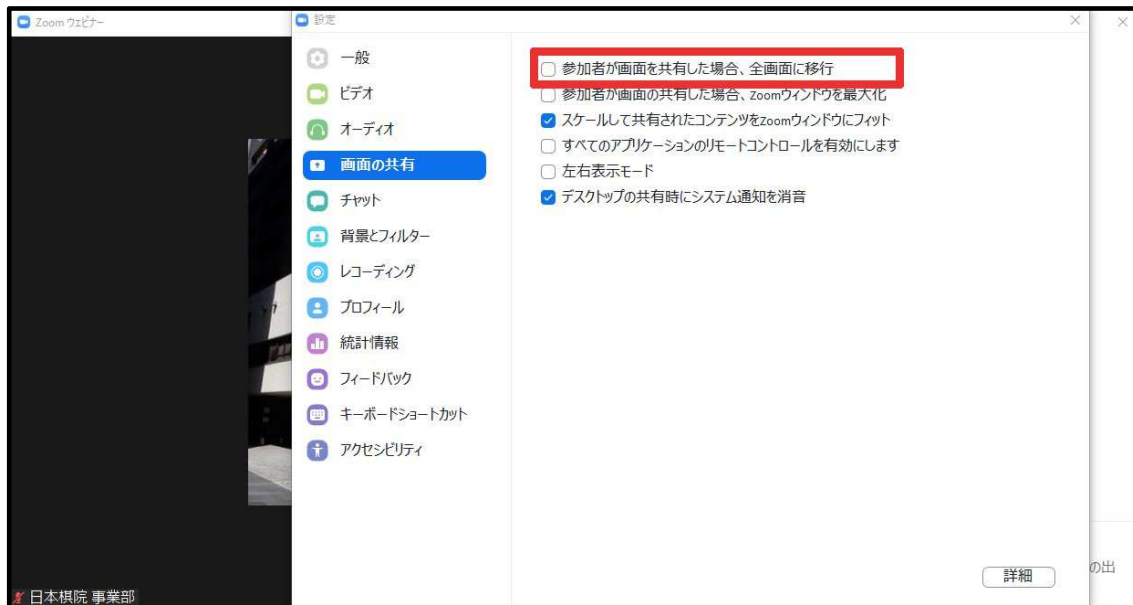 Zoom ウェビナー
設定
一般
ビデオ
オーディオ
画面の共有
チャット
背景とフィルター
レコーディング
プロフィール
統計情報
フィードバック
キーボードショートカット
アクセシビリティ
参加者が画面を共有した場合、全画面に移行
参加者が画面の共有した場合、Zoomウィンドウを最大化
スケールして共有されたコンテンツをZoomウィンドウにフィット
すべてのアプリケーションのリモートコントロールを有効にします
左右表示モード
デスクトップの共有時にシステム通知を消音
詳細
の出
日本棋院 事業部